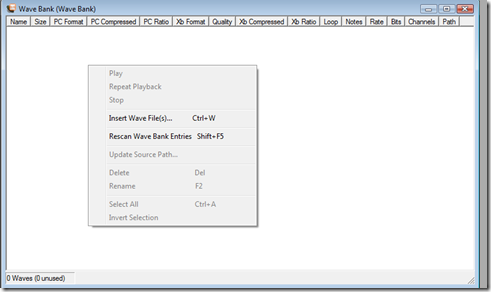 Wave Bank (Wave Bank)
Name Size PC Format PC Compressed PC Ratio Xb Format Quality Xb Compressed Xb Ratio Loop Notes Rate Bits Channels Path
Play
Repeat Playback
Stop
Insert Wave File(s)... Ctrl+W
Rescan Wave Bank Entries Shift+F5
Update Source Path...
Delete Del
Rename F2
Select All Ctrl+A
Invert Selection
0 Waves (0 unused)